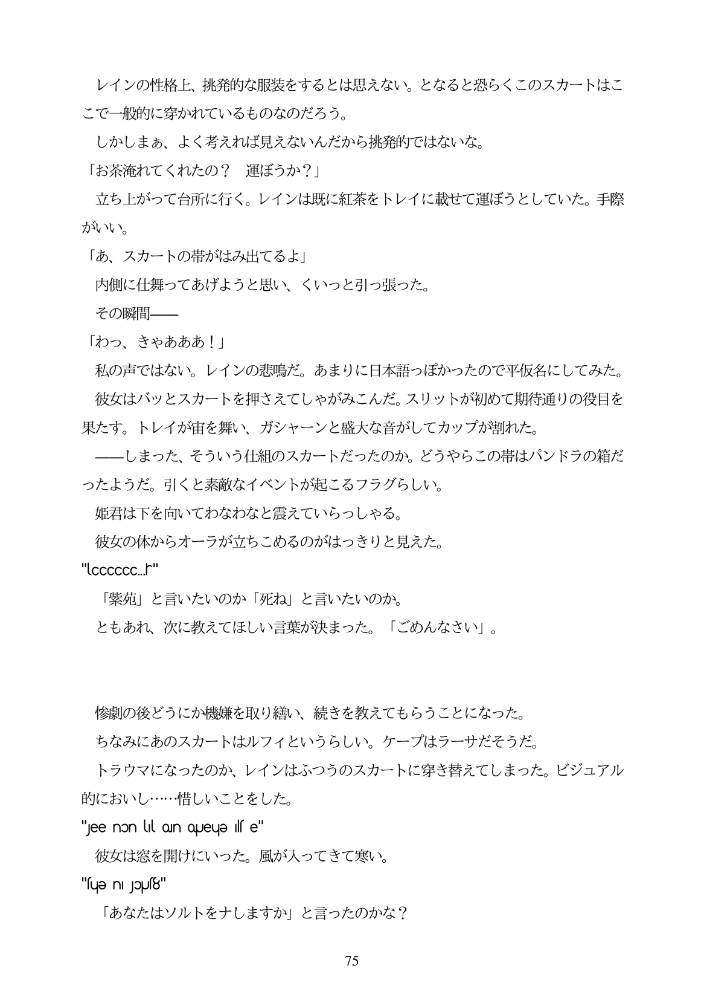 レインの性格上、挑発的な服装をするとは思えない。となると恐らくこのスカートはこ
こで一般的に穿かれているものなのだろう。
しかしまぁ、よく考えれば見えないんだから挑発的ではないな。
「お茶淹れてくれたの？　運ぼうか？」
立ち上がって台所に行く。レインは既に紅茶をトレイに載せて運ぼうとしていた。手際
がいい。
「あ、スカートの帯がはみ出てるよ」
内側に仕舞ってあげようと思い、くいっと引っ張った。
その瞬間――
「わっ、きゃあああ！」
私の声ではない。レインの悲鳴だ。あまりに日本語っぽかったので平仮名にしてみた。
彼女はバッとスカートを押さえてしゃがみこんだ。スリットが初めて期待通りの役目を
果たす。トレイが宙を舞い、ガシャーンと盛大な音がしてカップが割れた。
――しまった、そういう仕組のスカートだったのか。どうやらこの帯はパンドラの箱だ
ったようだ。引くと素敵なイベントが起こるフラグらしい。
姫君は下を向いてわなわなと震えていらっしゃる。
彼女の体からオーラが立ちこめるのがはっきりと見えた。
「紫苑」と言いたいのか「死ね」と言いたいのか。
ともあれ、次に教えてほしい言葉が決まった。「ごめんなさい」。
惨劇の後どうにか機嫌を取り繕い、続きを教えてもらうことになった。
ちなみにあのスカートはルフィというらしい。ケープはラーサだそうだ。
トラウマになったのか、レインはふつうのスカートに穿き替えてしまった。ビジュアル
的においし……惜しいことをした。
彼女は窓を開けにいった。風が入ってきて寒い。
「あなたはソルトをナしますか」と言ったのかな？
75